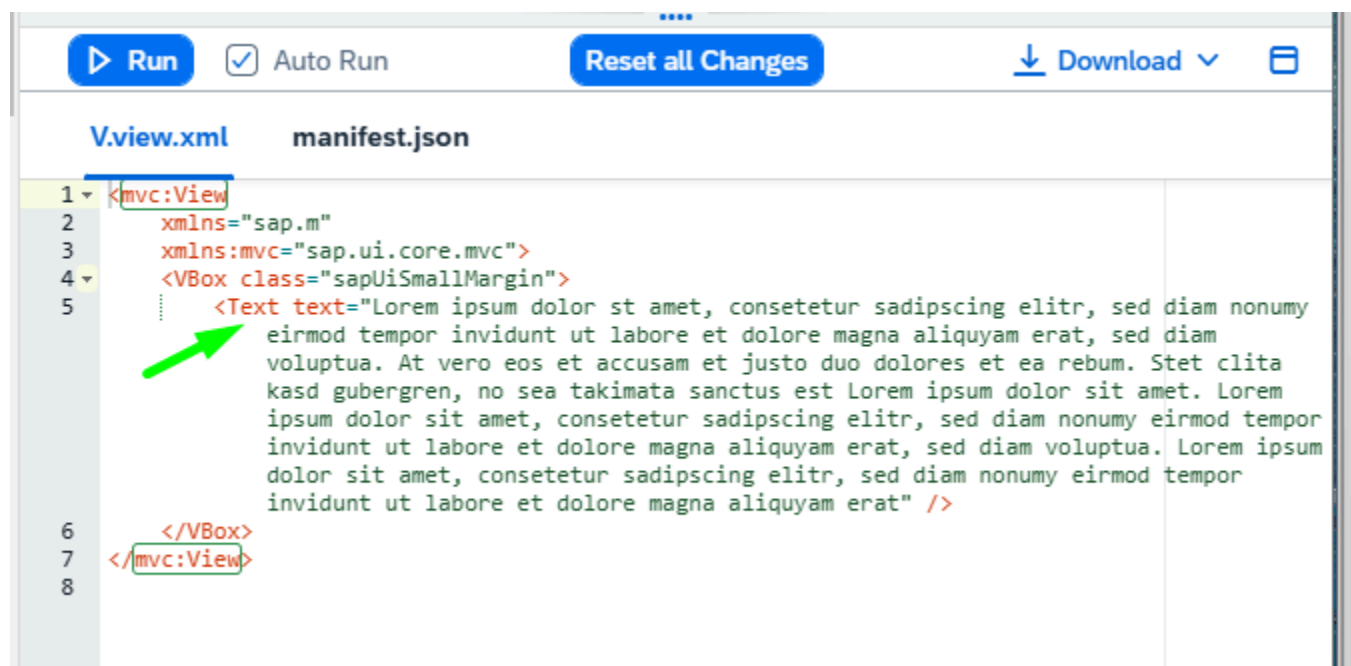 Run Auto Run Reset all Changes Download
V.view.xml manifest.json
1 <mvc:View
2 xmlns="sap.m"
3 xmlns:mvc="sap.ui.core.mvc">
4 <VBox class="sapUiSmallMargin">
5 <Text text="Lorem ipsum dolor st amet, consetetur sadipscing elitr, sed diam nonumy
eirmod tempor invidunt ut labore et dolore magna aliquyam erat, sed diam
voluptua. At vero eos et accusam et justo duo dolores et ea rebum. Stet clita
kasd gubergren, no sea takimata sanctus est Lorem ipsum dolor sit amet. Lorem
ipsum dolor sit amet, consetetur sadipscing elitr, sed diam nonumy eirmod tempor
invidunt ut labore et dolore magna aliquyam erat, sed diam voluptua. Lorem ipsum
dolor sit amet, consetetur sadipscing elitr, sed diam nonumy eirmod tempor
invidunt ut labore et dolore magna aliquyam erat" />
6 </VBox>
7 </mvc:View>
8